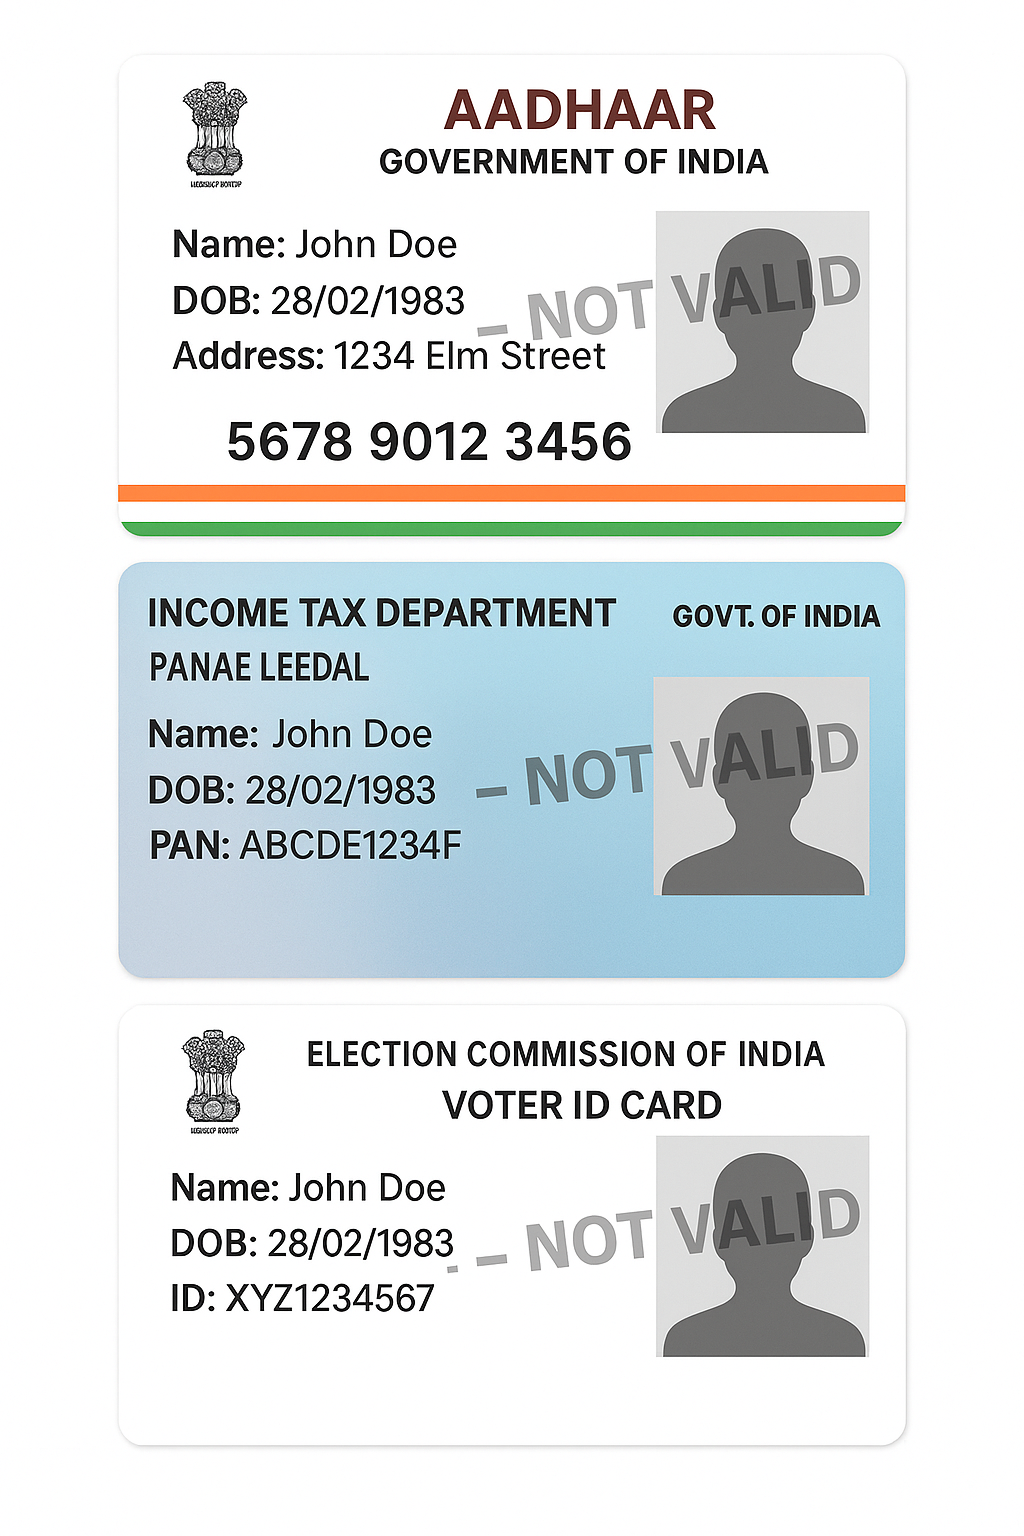 AADHAAR
GOVERNMENT OF INDIA
Name: John Doe
DOB: 28/02/1983
Address: 1234 Elm Street
– NOT VALID
5678 9012 3456
INCOME TAX DEPARTMENT
GOVT. OF INDIA
PANAE LEEDAL
Name: John Doe
DOB: 28/02/1983
PAN: ABCDE1234F
– NOT VALID
ELECTION COMMISSION OF INDIA
VOTER ID CARD
Name: John Doe
DOB: 28/02/1983
ID: XYZ1234567
– NOT VALID